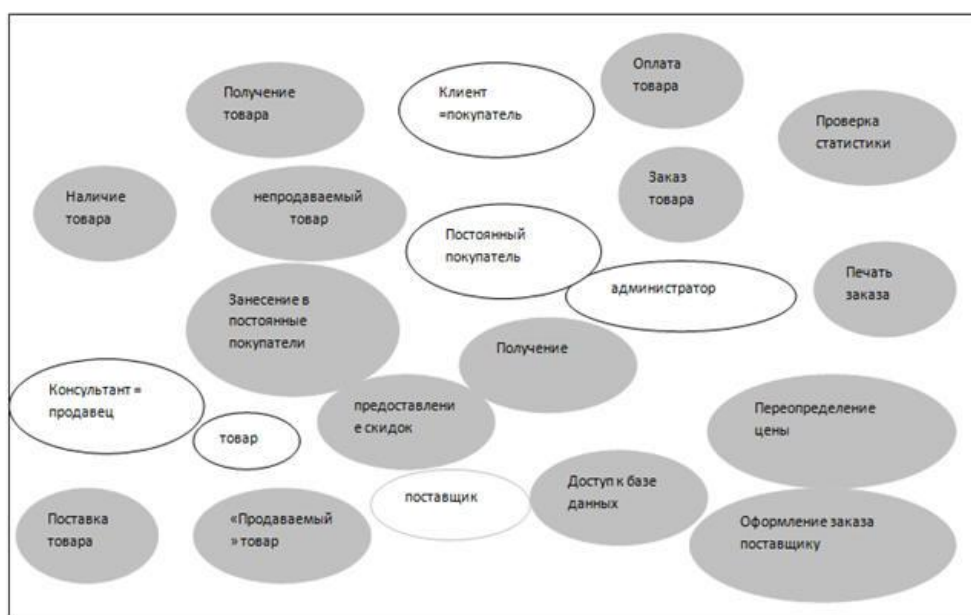 Получение
товара
Клиент
=покупатель
Оплата
товара
Проверка
статистики
Наличие
товара
непродаваемый
товар
Заказ
товара
Постоянный
покупатель
администратор
Печать
заказа
Занесение в
постоянные
покупатели
Получение
Консультант =
продавец
товар
предоставлени
е скидок
Переопределение
цены
поставщик
Доступ к базе
данных
Поставка
товара
«Продаваемый
» товар
Оформление заказа
поставщику